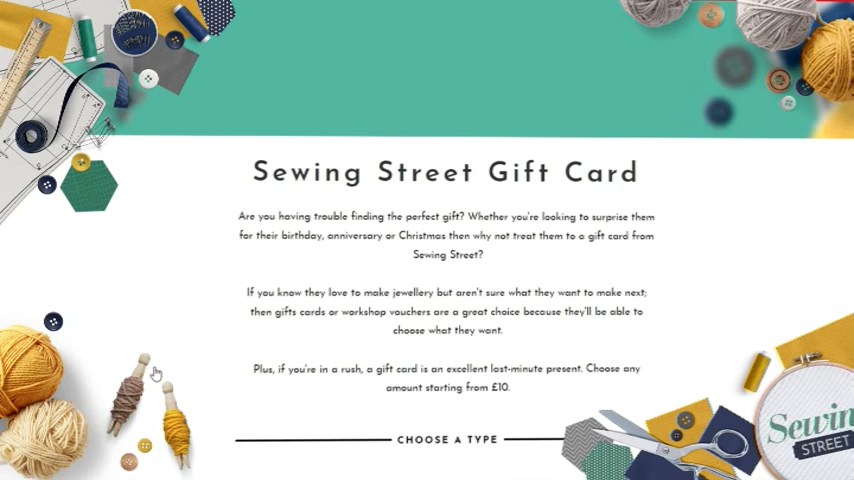 Sewing Street Gift Card
Are you having trouble finding the perfect gift? Whether you're looking to surprise them
for their birthday, anniversary or Christmas then why not treat them to a gift card from
Sewing Street?
If you know they love to make jewellery but aren't sure what they want to make next;
then gifts cards or workshop vouchers are a great choice because they'll be able to
choose what they want.
Plus, if you're in a rush, a gift card is an excellent last-minute present. Choose any
amount starting from £10.
CHOOSE A TYPE
Sewin
STREET